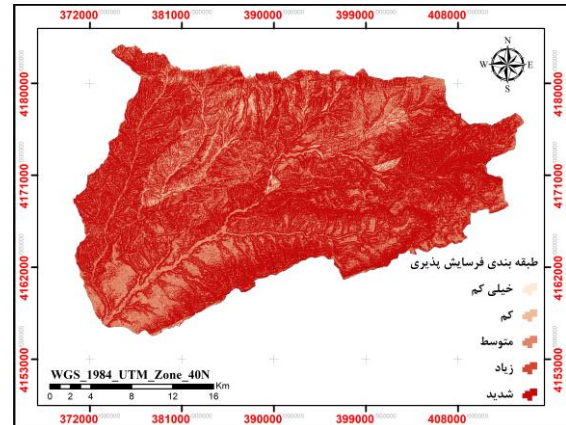 372000 381000 390000 399000 408000
N
W E
S
4180000 4180000
4171000 4171000
4162000 4162000
4153000 4153000
طبقه بندی فرسایش پذیری
خیلی کم
کم
متوسط
زیاد
شدید
WGS_1984_UTM_Zone_40N
0 2 4 8 12 16 Km
372000 381000 390000 399000 408000